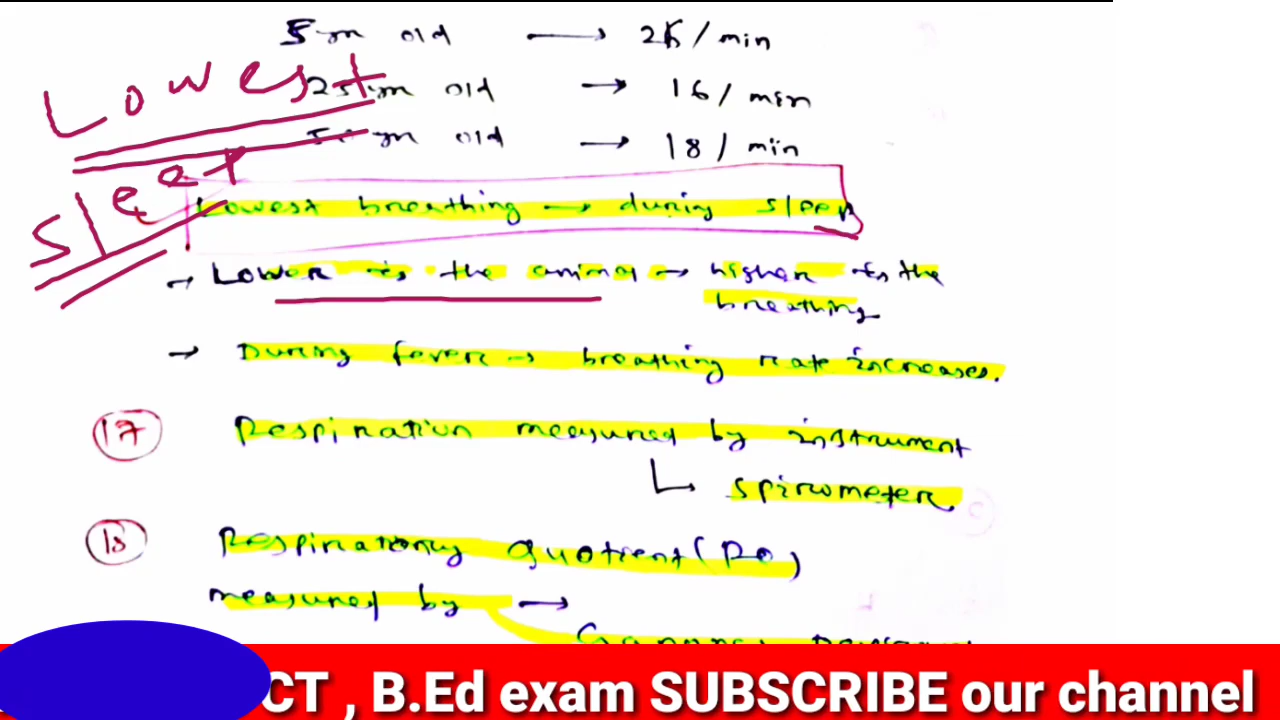 5 yr old → 26/min
25 yr old → 16/min
50 yr old → 18/min
Lowest
Sleep
Lowest breathing → during sleep
→ Lower is the animal → higher is the
breathing
→ During fever → breathing rate increases.
17 Respiration measured by instrument
↳ spirometer
18 Respiratory quotient (RQ)
measured by →
CT , B.Ed exam SUBSCRIBE our channel